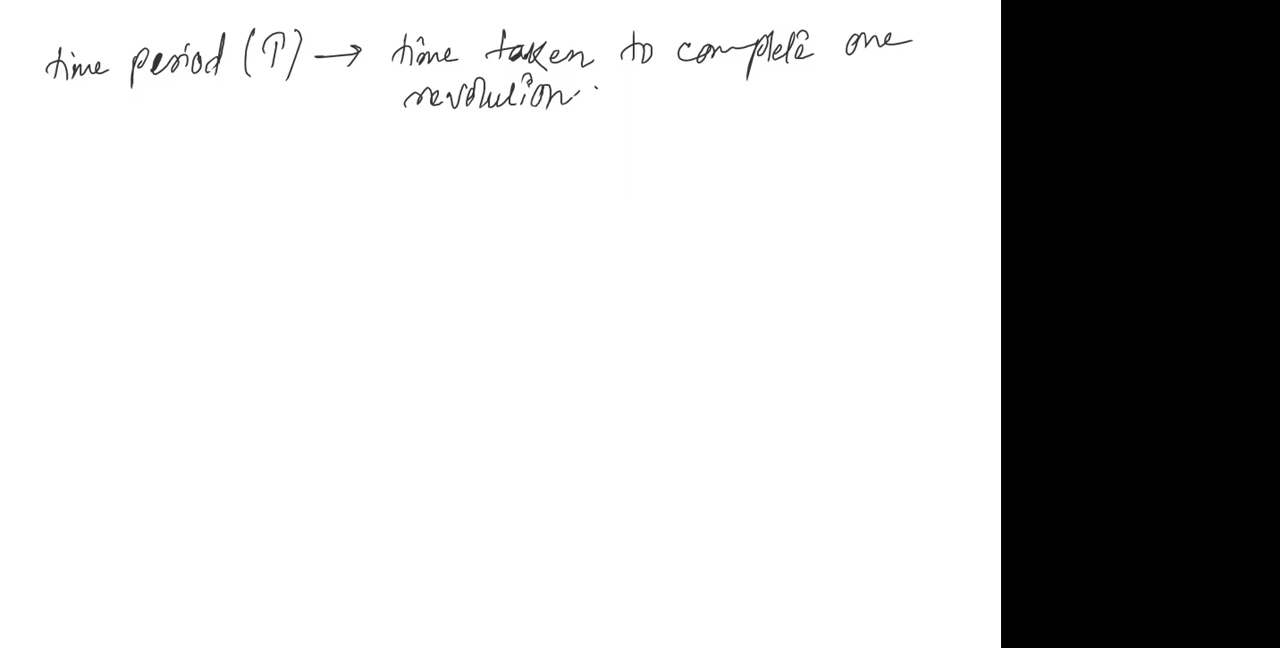 time period (T) → time taken to complete one
revolution.